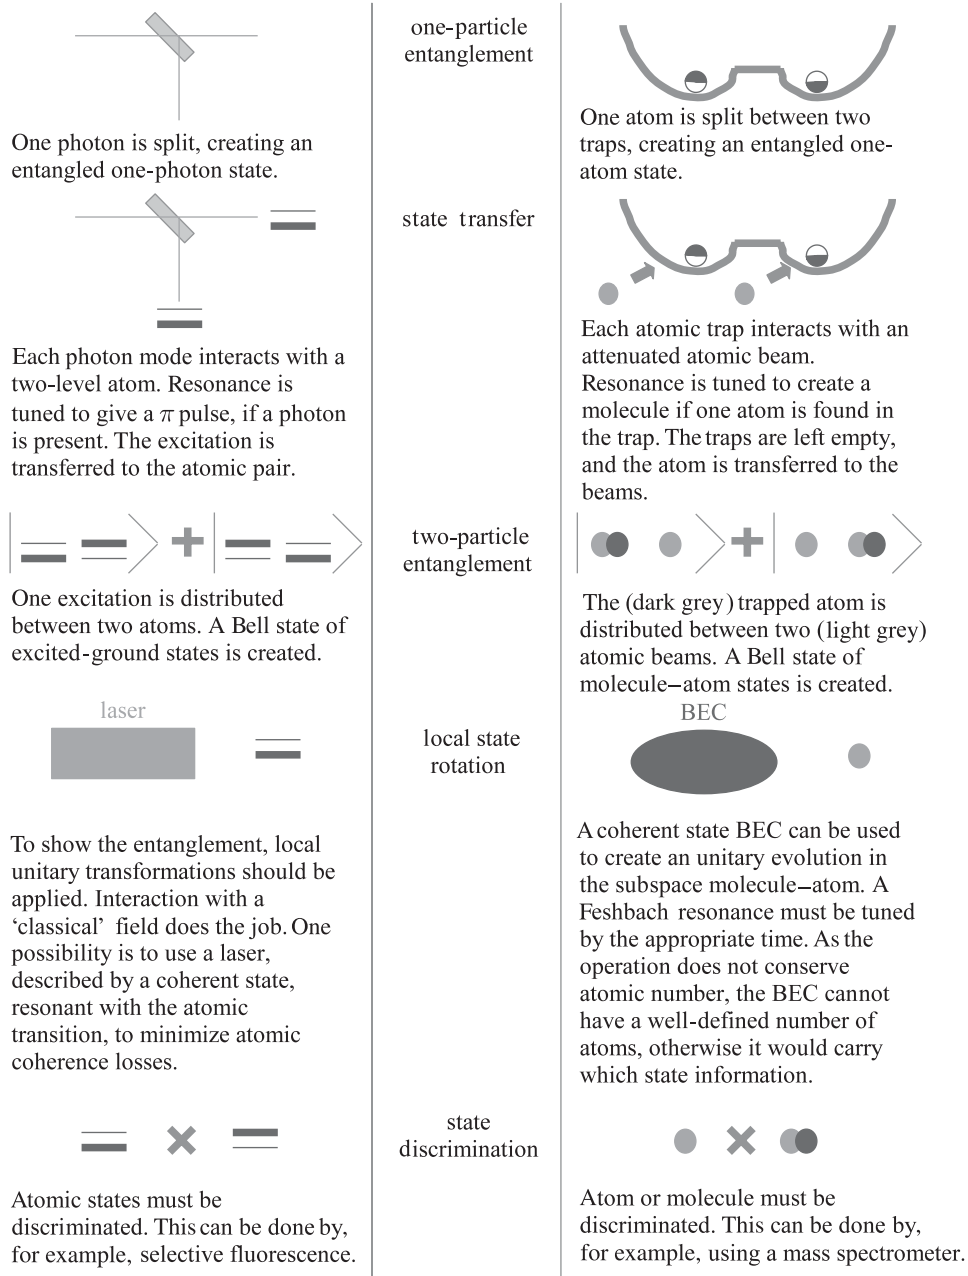 one-particle
entanglement
One photon is split, creating an
entangled one-photon state.
One atom is split between two
traps, creating an entangled one-
atom state.
state transfer
Each photon mode interacts with a
two-level atom. Resonance is
tuned to give a π pulse, if a photon
is present. The excitation is
transferred to the atomic pair.
Each atomic trap interacts with an
attenuated atomic beam.
Resonance is tuned to create a
molecule if one atom is found in
the trap. The traps are left empty,
and the atom is transferred to the
beams.
two-particle
entanglement
One excitation is distributed
between two atoms. A Bell state of
excited-ground states is created.
The (dark grey) trapped atom is
distributed between two (light grey)
atomic beams. A Bell state of
molecule–atom states is created.
laser
local state
rotation
BEC
To show the entanglement, local
unitary transformations should be
applied. Interaction with a
‘classical’ field does the job. One
possibility is to use a laser,
described by a coherent state,
resonant with the atomic
transition, to minimize atomic
coherence losses.
A coherent state BEC can be used
to create an unitary evolution in
the subspace molecule–atom. A
Feshbach resonance must be tuned
by the appropriate time. As the
operation does not conserve
atomic number, the BEC cannot
have a well-defined number of
atoms, otherwise it would carry
which state information.
state
discrimination
Atomic states must be
discriminated. This can be done by,
for example, selective fluorescence.
Atom or molecule must be
discriminated. This can be done by,
for example, using a mass spectrometer.